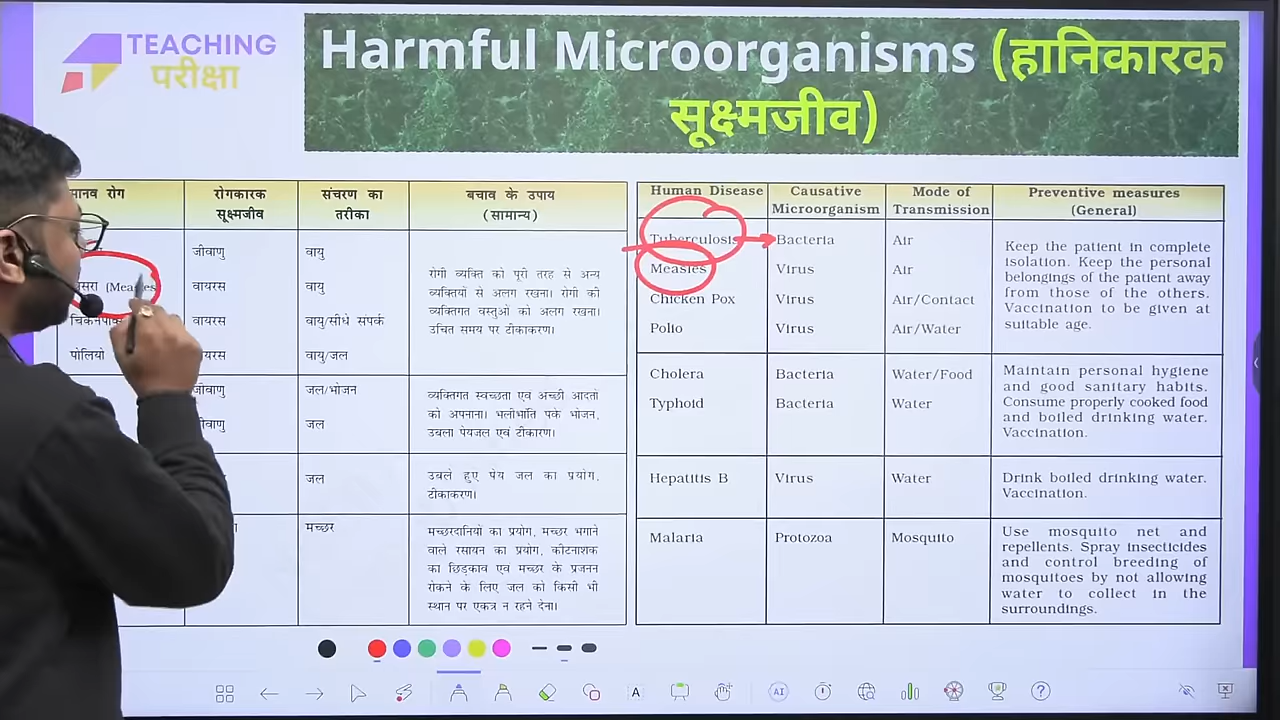 TEACHING
परीक्षा
Harmful Microorganisms (हानिकारक
सूक्ष्मजीव)
मानव रोग
रोगकारक
सूक्ष्मजीव
संचरण का
तरीका
बचाव के उपाय
(सामान्य)
जीवाणु
वायु
(Measles
वायरस
वायु
वायरस
वायु/सीधे संपर्क
पोलियो
वायु/जल
रोगी व्यक्ति को पूरी तरह से अन्य
व्यक्तियों से अलग रखना। रोगी की
व्यक्तिगत वस्तुओं को अलग रखना।
उचित समय पर टीकाकरण।
जल/भोजन
जल
व्यक्तिगत स्वच्छता एवं अच्छी आदतों
को अपनाना। भलीभांति पके भोजन,
उबला पेयजल एवं टीकारण।
जल
उबले हुए पेय जल का प्रयोग,
टीकाकरण।
मच्छर
मच्छरदानियों का प्रयोग, मच्छर भगाने
वाले रसायन का प्रयोग, कीटनाशक
का छिड़काव एवं मच्छर के प्रजनन
रोकने के लिए जल को किसी भी
स्थान पर एकत्र न रहने देना।
Human Disease
Causative
Microorganism
Mode of
Transmission
Preventive measures
(General)
Tuberculosis
Bacteria
Air
Measles
Virus
Air
Chicken Pox
Virus
Air/Contact
Polio
Virus
Air/Water
Keep the patient in complete
isolation. Keep the personal
belongings of the patient away
from those of the others.
Vaccination to be given at
suitable age.
Cholera
Bacteria
Water/Food
Typhoid
Bacteria
Water
Maintain personal hygiene
and good sanitary habits.
Consume properly cooked food
and boiled drinking water.
Vaccination.
Hepatitis B
Virus
Water
Drink boiled drinking water.
Vaccination.
Malaria
Protozoa
Mosquito
Use mosquito net and
repellents. Spray insecticides
and control breeding of
mosquitoes by not allowing
water to collect in the
surroundings.
A
AI
?